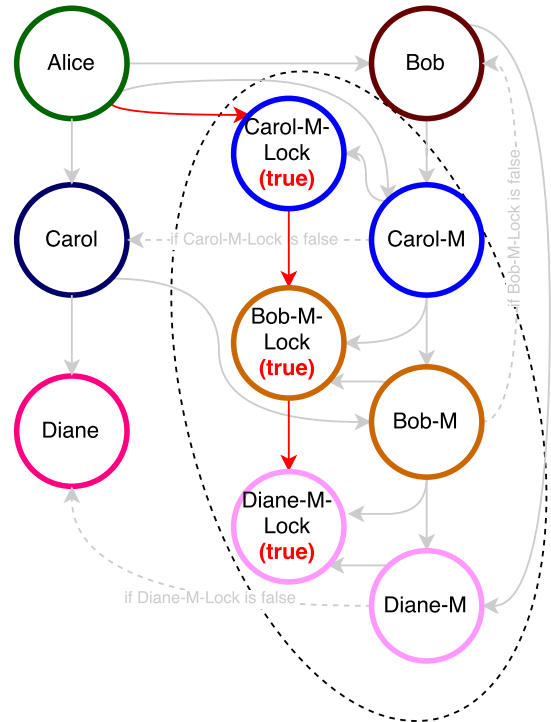 Alice
Bob
Carol-M-
Lock
(true)
Carol
if Carol-M-Lock is false
Carol-M
if Bob-M-Lock is false
Bob-M-
Lock
(true)
Diane
Bob-M
Diane-M-
Lock
(true)
if Diane-M-Lock is false
Diane-M